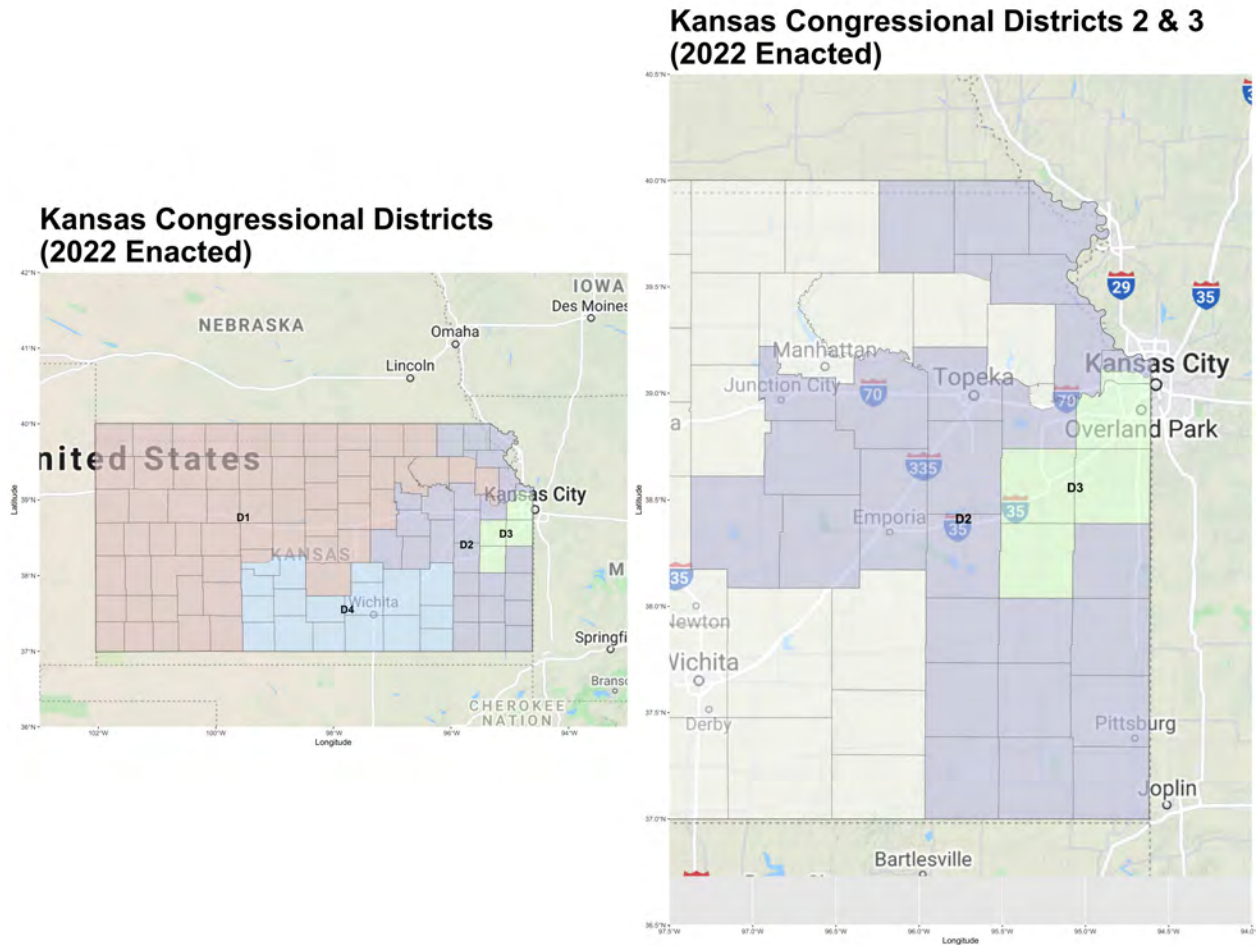 Kansas Congressional Districts
(2022 Enacted)
42°N
41°N
40°N
39°N
38°N
37°N
36°N
Latitude
IOWA
Des Moines
NEBRASKA
Omaha
Lincoln
nited States
Kansas City
D1
D2
D3
KANSAS
D4
Wichita
M
Springfi
Brans
CHEROKEE
NATION
102°W
100°W
98°W
96°W
94°W
Longitude
Kansas Congressional Districts 2 & 3
(2022 Enacted)
40.5°N
40.0°N
39.5°N
39.0°N
38.5°N
38.0°N
37.5°N
37.0°N
36.5°N
Latitude
29
35
Manhattan
Kansas City
Junction City
70
Topeka
70
a
Overland Park
335
D3
35
Emporia
D2
35
35
Newton
Wichita
Derby
Pittsburg
Joplin
Bartlesville
97.5°W
97.0°W
96.5°W
96.0°W
95.5°W
95.0°W
94.5°W
94.0
Longitude